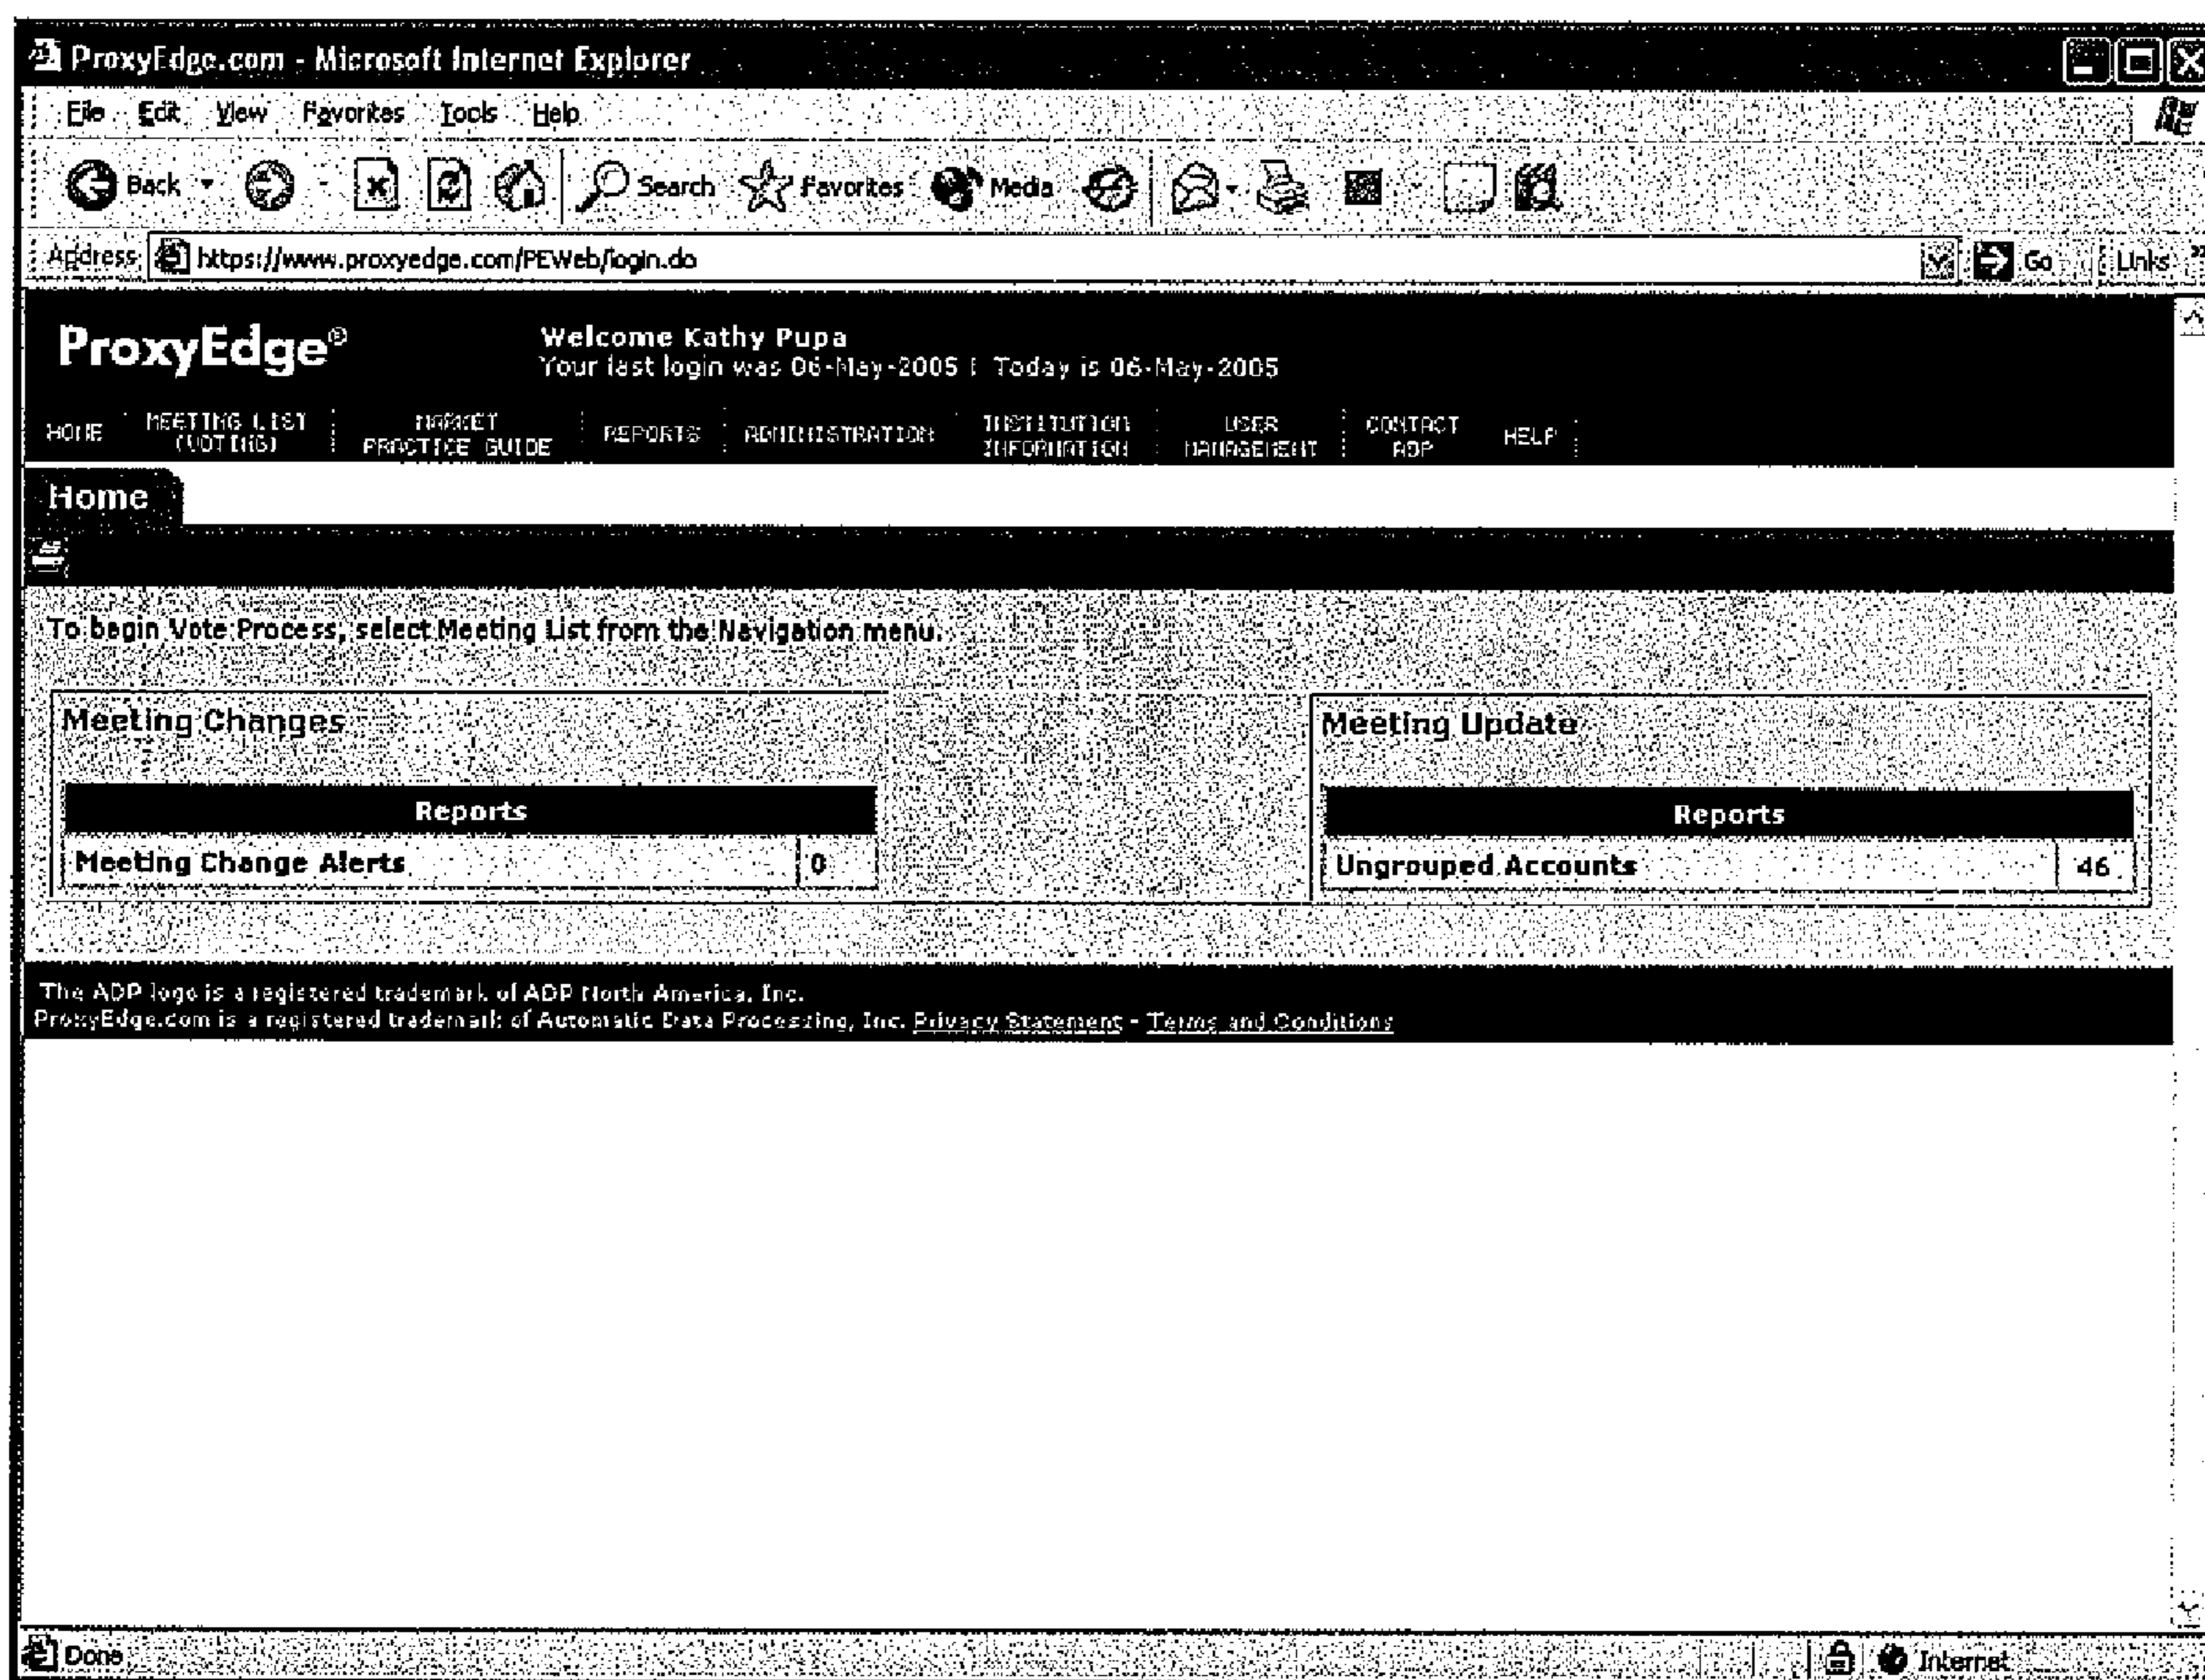 ProxyEdge.com - Microsoft Internet Explorer
File Edit View Favorites Tools Help
Back Search Favorites Media
Address https://www.proxyedge.com/PEWeb/login.do Go Links »
ProxyEdge®
Welcome Kathy Pupa
Your last login was 06-May-2005 | Today is 06-May-2005
HOME MEETING LIST (VOTING) MARKET PRACTICE GUIDE REPORTS ADMINISTRATION INSTITUTION INFORMATION USER MANAGEMENT CONTACT ADP HELP
Home
To begin Vote Process, select Meeting List from the Navigation menu.
Meeting Changes
Reports
Meeting Change Alerts 0
Meeting Update
Reports
Ungrouped Accounts 46
The ADP logo is a registered trademark of ADP North America, Inc.
ProxyEdge.com is a registered trademark of Automatic Data Processing, Inc. Privacy Statement - Terms and Conditions
Done Internet